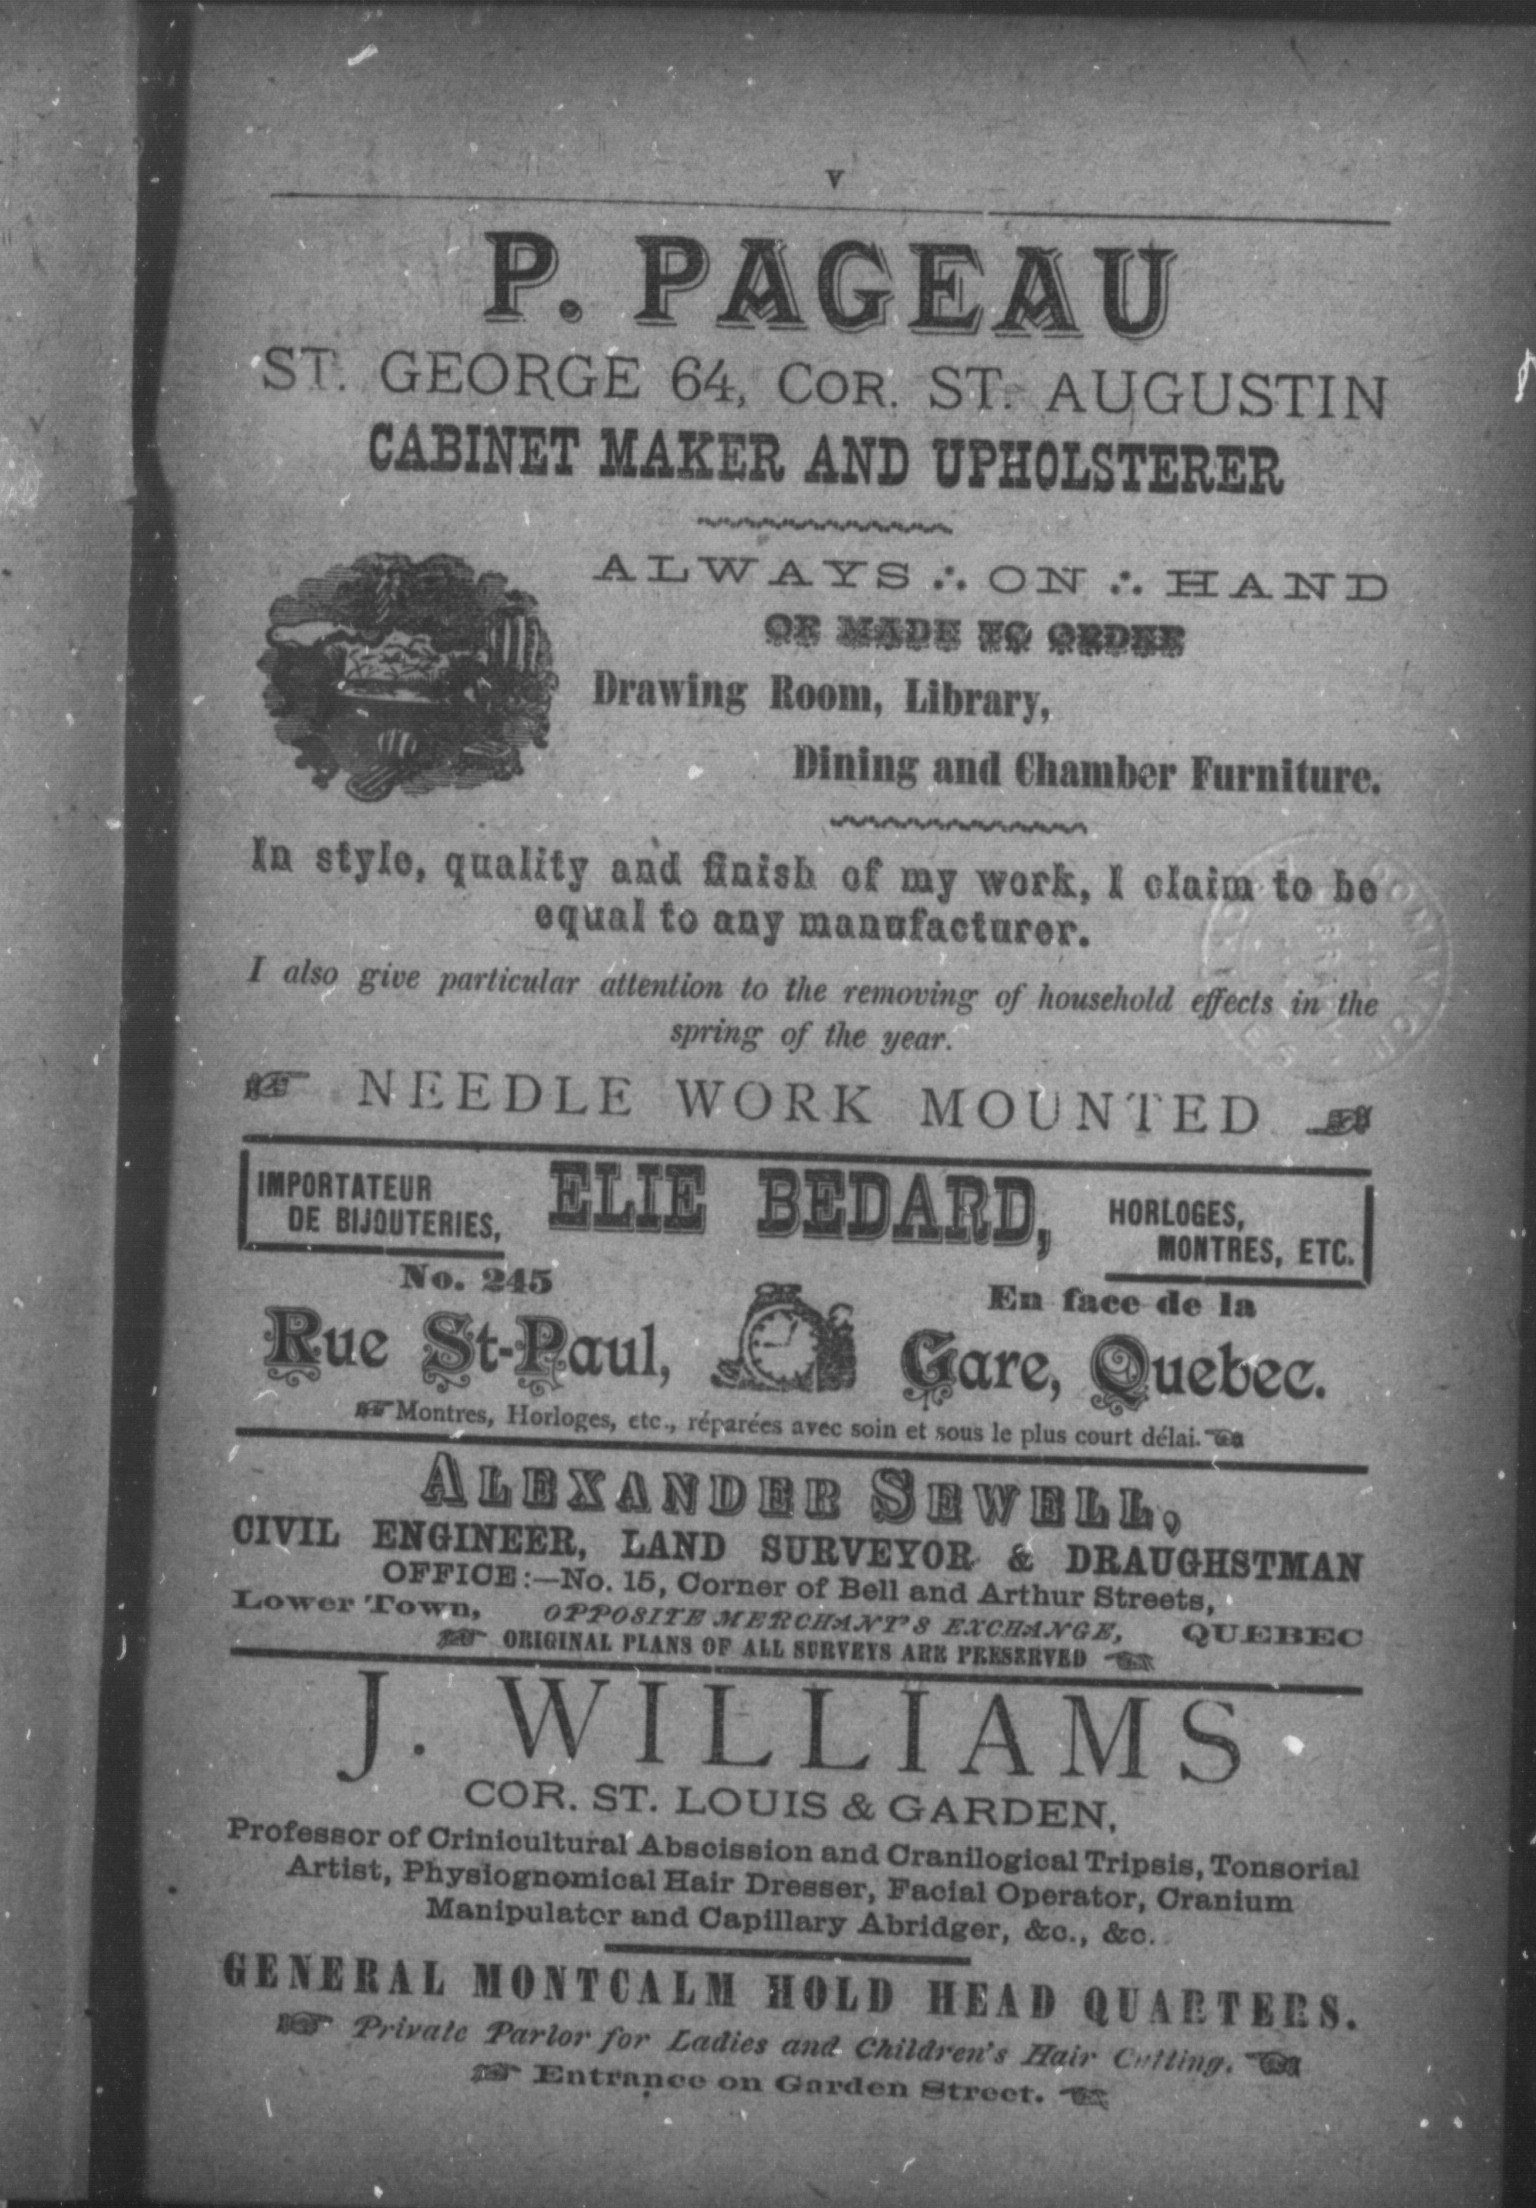 V
P. PAGEAU
ST. GEORGE 64, COR. ST. AUGUSTIN
CABINET MAKER AND UPHOLSTERER
ALWAYS ∴ ON ∴ HAND
OR MADE TO ORDER
Drawing Room, Library,
Dining and Chamber Furniture.
In style, quality and finish of my work, I claim to be
equal to any manufacturer.
I also give particular attention to the removing of household effects in the
spring of the year.
☞ NEEDLE WORK MOUNTED ☜
IMPORTATEUR
DE BIJOUTERIES,
ELIE BEDARD,
HORLOGES,
MONTRES, ETC.
No. 245
Rue St-Paul,
En face de la
Gare, Quebec.
☞ Montres, Horloges, etc., réparées avec soin et sous le plus court délai. ☜
ALEXANDER SEWELL,
CIVIL ENGINEER, LAND SURVEYOR & DRAUGHSTMAN
OFFICE:—No. 15, Corner of Bell and Arthur Streets,
Lower Town, OPPOSITE MERCHANT'S EXCHANGE, QUEBEC
☞ ORIGINAL PLANS OF ALL SURVEYS ARE PRESERVED ☜
J. WILLIAMS
COR. ST. LOUIS & GARDEN,
Professor of Crinicultural Abscission and Cranilogical Tripsis, Tonsorial
Artist, Physiognomical Hair Dresser, Facial Operator, Cranium
Manipulator and Capillary Abridger, &c., &c.
GENERAL MONTCALM HOLD HEAD QUARTERS.
☞ Private Parlor for Ladies and Children's Hair Cutting. ☜
☞ Entrance on Garden Street. ☜